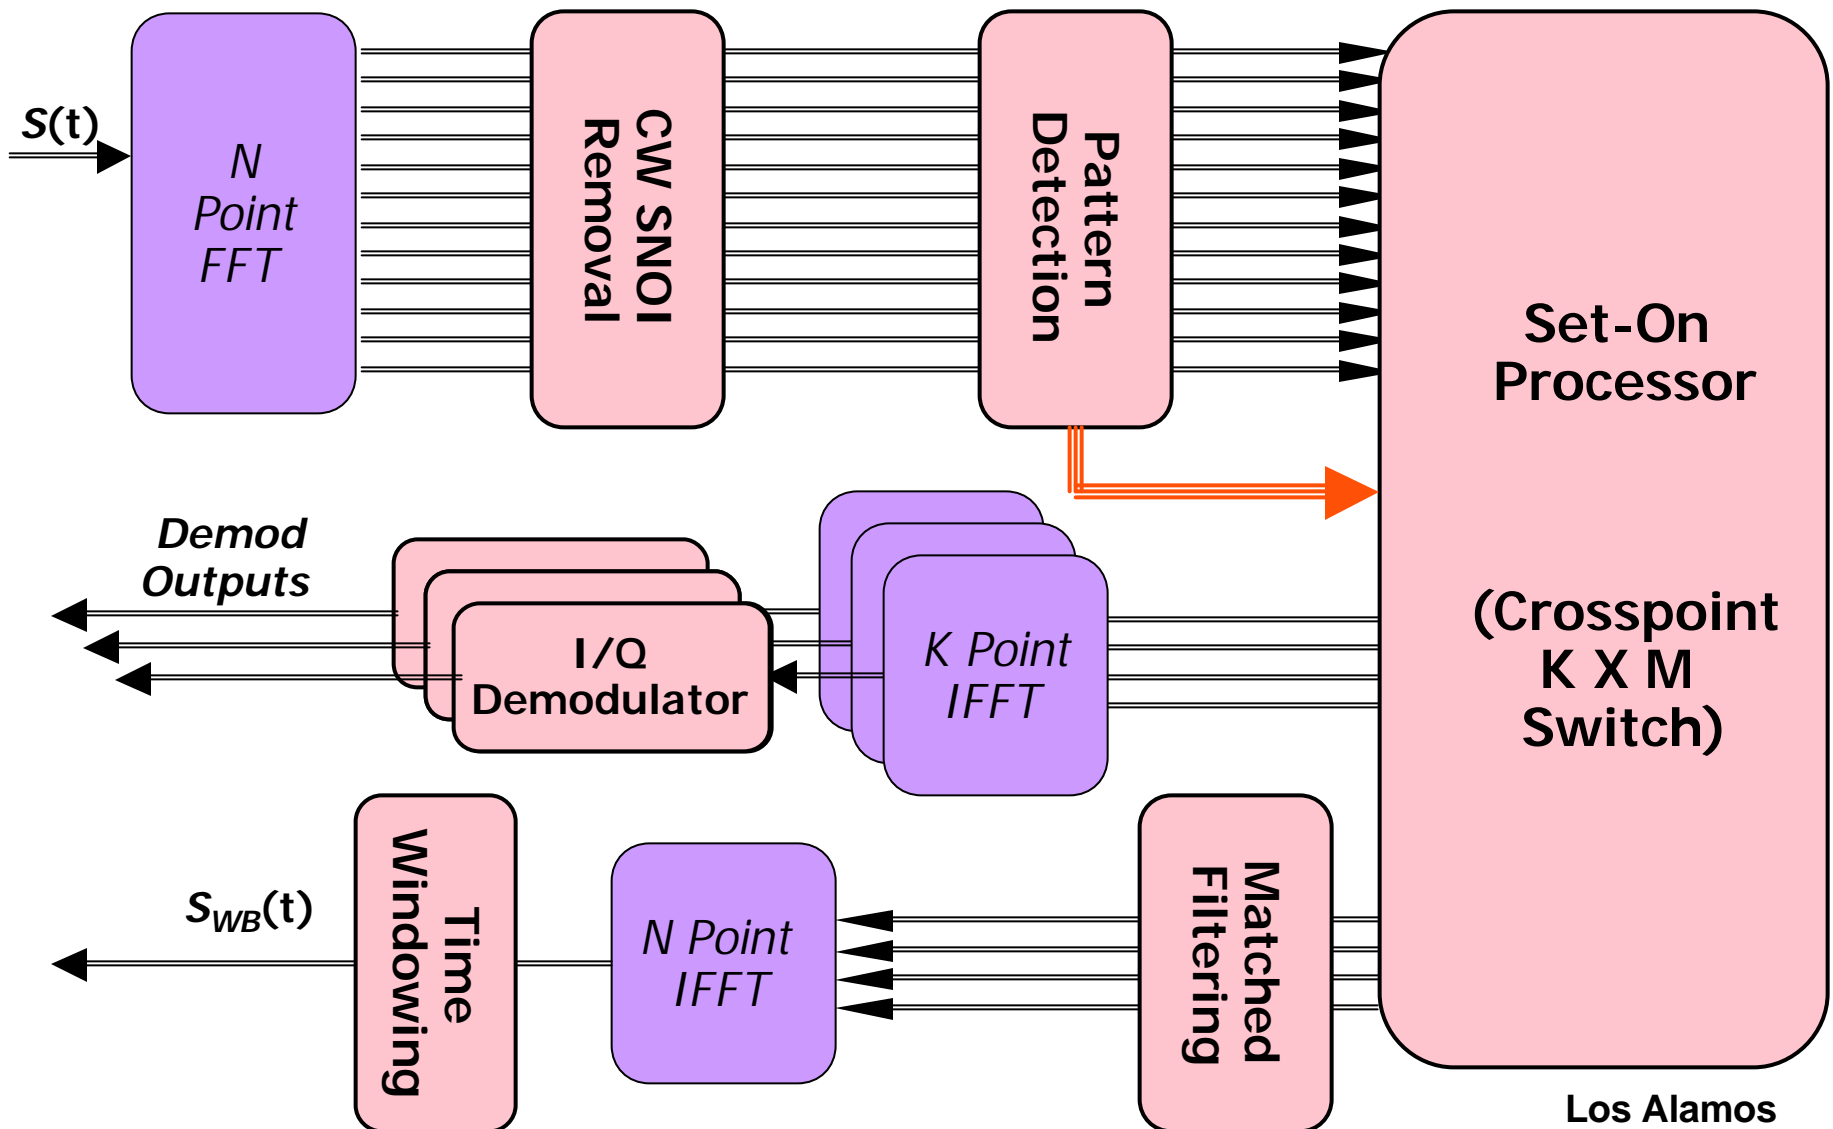 S(t)
N
Point
FFT
CW SNOI
Removal
Pattern
Detection
Set-On
Processor
(Crosspoint
K X M
Switch)
Demod
Outputs
I/Q
Demodulator
K Point
IFFT
SWB(t)
Time
Windowing
N Point
IFFT
Matched
Filtering
Los Alamos